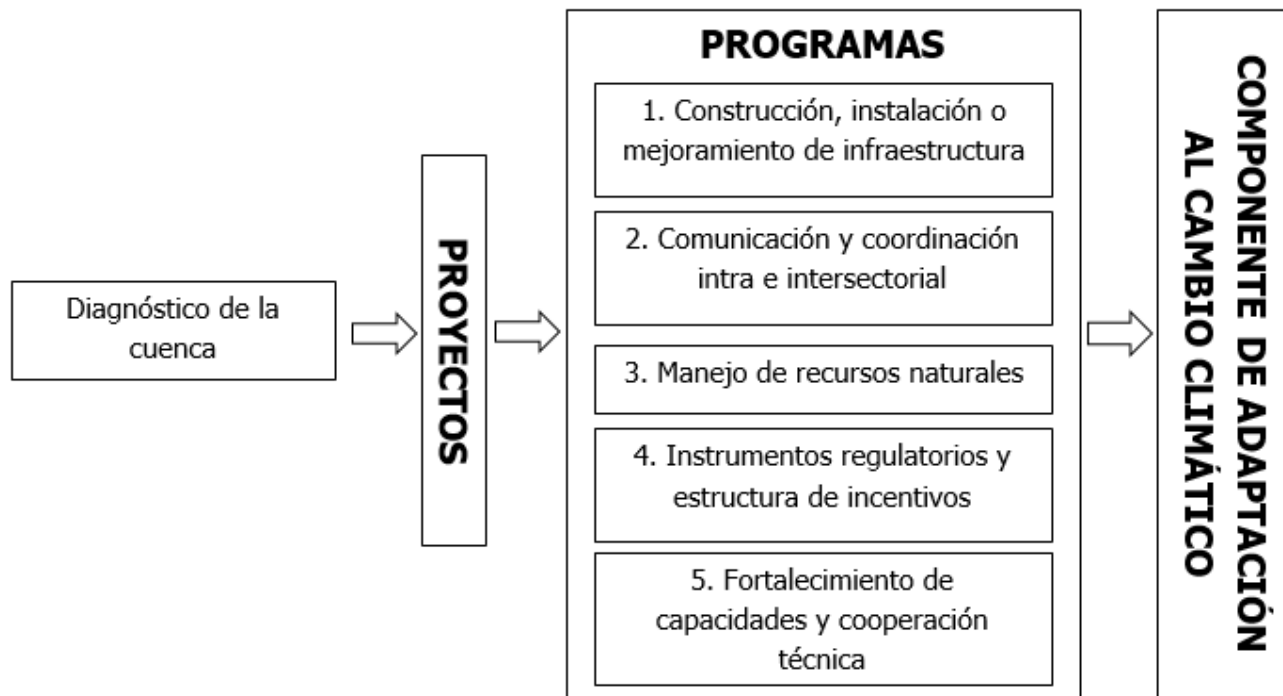 Diagnóstico de la
cuenca
PROYECTOS
PROGRAMAS
1. Construcción, instalación o
mejoramiento de infraestructura
2. Comunicación y coordinación
intra e intersectorial
3. Manejo de recursos naturales
4. Instrumentos regulatorios y
estructura de incentivos
5. Fortalecimiento de
capacidades y cooperación
técnica
COMPONENTE DE ADAPTACIÓN
AL CAMBIO CLIMÁTICO